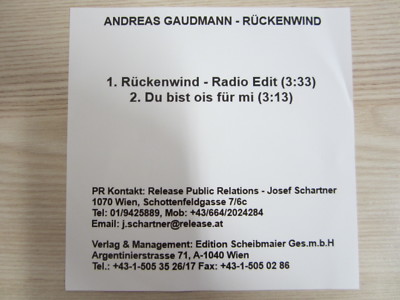 ANDREAS GAUDMANN - RÜCKENWIND
1. Rückenwind - Radio Edit (3:33)
2. Du bist ois für mi (3:13)
PR Kontakt: Release Public Relations - Josef Schartner
1070 Wien, Schottenfeldgasse 7/6c
Tel: 01/9425889, Mob: +43/664/2024284
Email: j.schartner@release.at
Verlag & Management: Edition Scheibmaier Ges.m.b.H
Argentinierstrasse 71, A-1040 Wien
Tel.: +43-1-505 35 26/17 Fax: +43-1-505 02 86